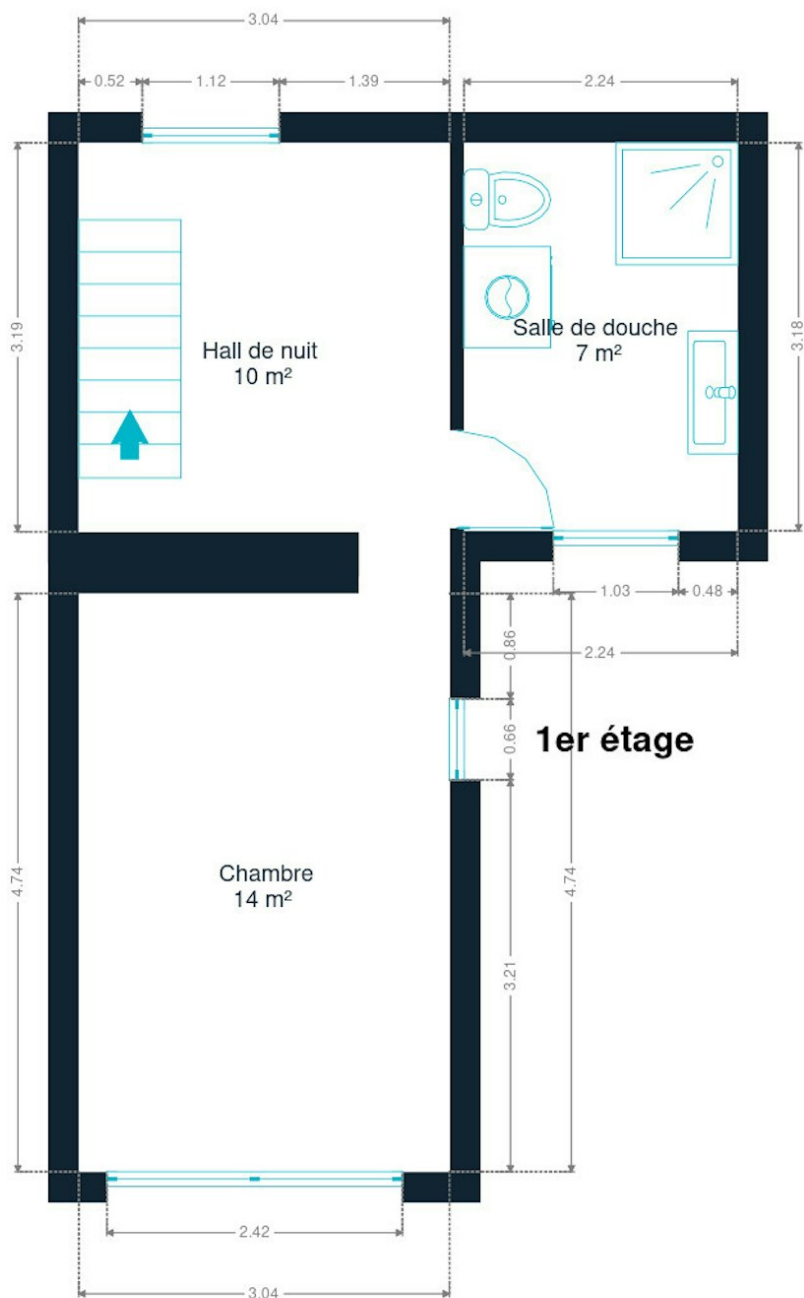 3.04
0.52
1.12
1.39
2.24
3.19
3.18
Hall de nuit
10 m²
Salle de douche
7 m²
1.03
0.48
2.24
0.86
0.66
1er étage
4.74
4.74
Chambre
14 m²
3.21
2.42
3.04